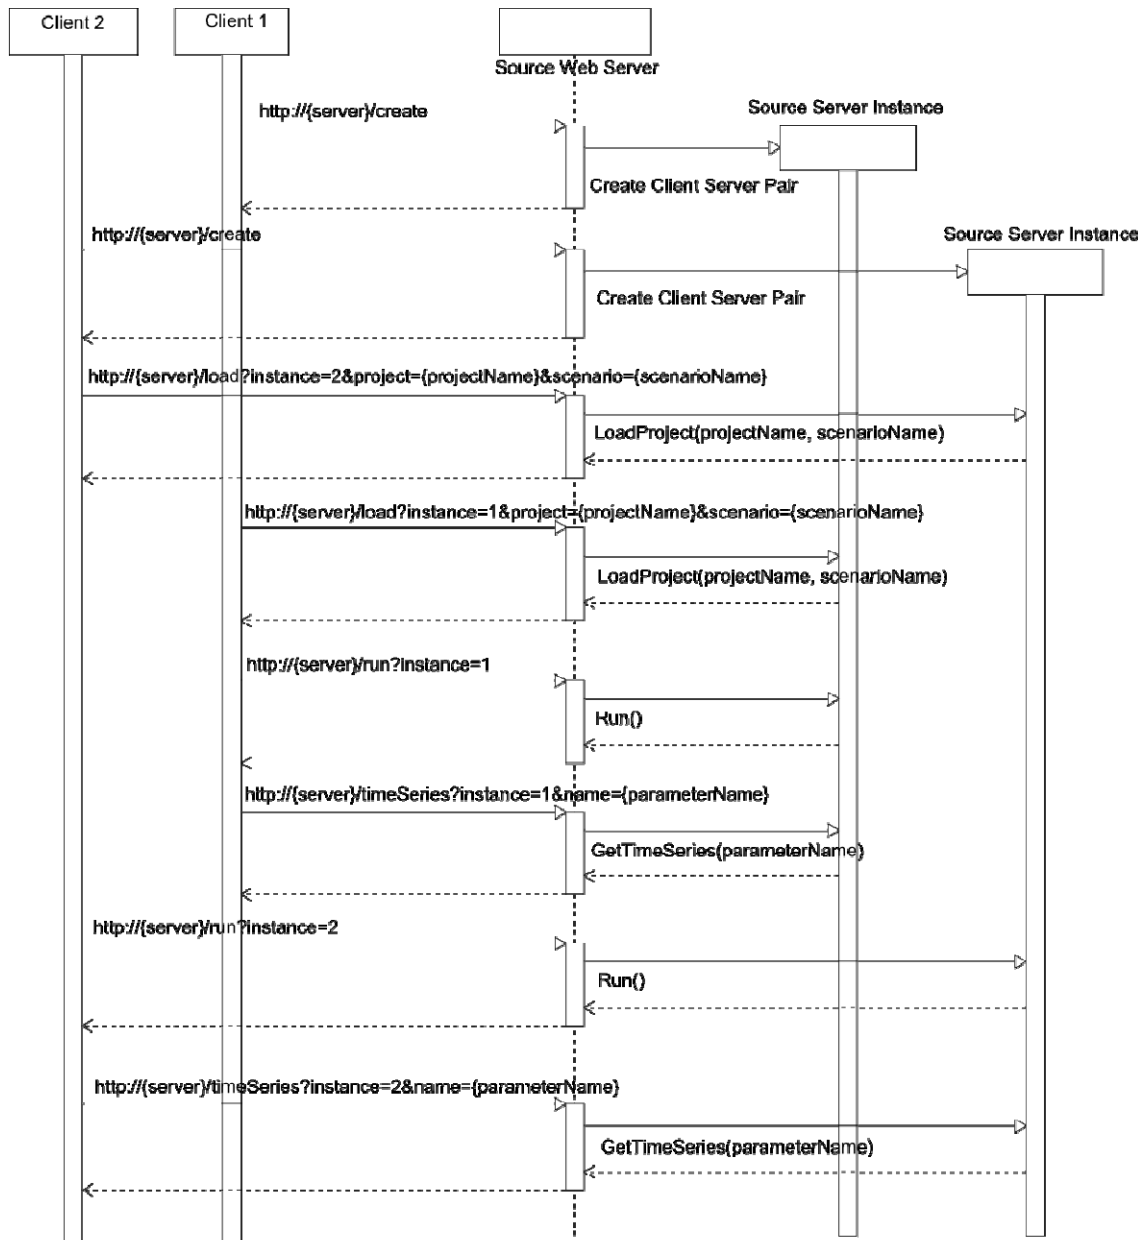 Client 2
Client 1
Source Web Server
http://{server}/create
Source Server Instance
Create Client Server Pair
http://{server}/create
Source Server Instance
Create Client Server Pair
http://{server}/load?instance=2&project={projectName}&scenario={scenarioName}
LoadProject(projectName, scenarioName)
http://{server}/load?instance=1&project={projectName}&scenario={scenarioName}
LoadProject(projectName, scenarioName)
http://{server}/run?instance=1
Run()
http://{server}/timeSeries?instance=1&name={parameterName}
GetTimeSeries(parameterName)
http://{server}/run?instance=2
Run()
http://{server}/timeSeries?instance=2&name={parameterName}
GetTimeSeries(parameterName)